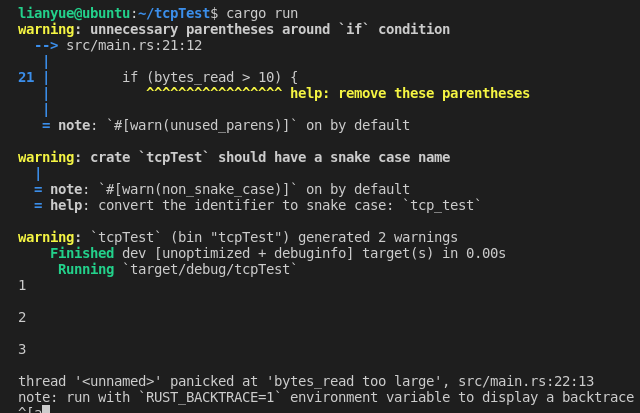 lianyue@ubuntu:~/tcpTest$ cargo run
warning: unnecessary parentheses around `if` condition
  --> src/main.rs:21:12
   |
21 |         if (bytes_read > 10) {
   |            ^^^^^^^^^^^^^^^^^ help: remove these parentheses
   |
   = note: `#[warn(unused_parens)]` on by default
warning: crate `tcpTest` should have a snake case name
  |
  = note: `#[warn(non_snake_case)]` on by default
  = help: convert the identifier to snake case: `tcp_test`
warning: `tcpTest` (bin "tcpTest") generated 2 warnings
    Finished dev [unoptimized + debuginfo] target(s) in 0.00s
     Running `target/debug/tcpTest`
1
2
3
thread '<unnamed>' panicked at 'bytes_read too large', src/main.rs:22:13
note: run with `RUST_BACKTRACE=1` environment variable to display a backtrace